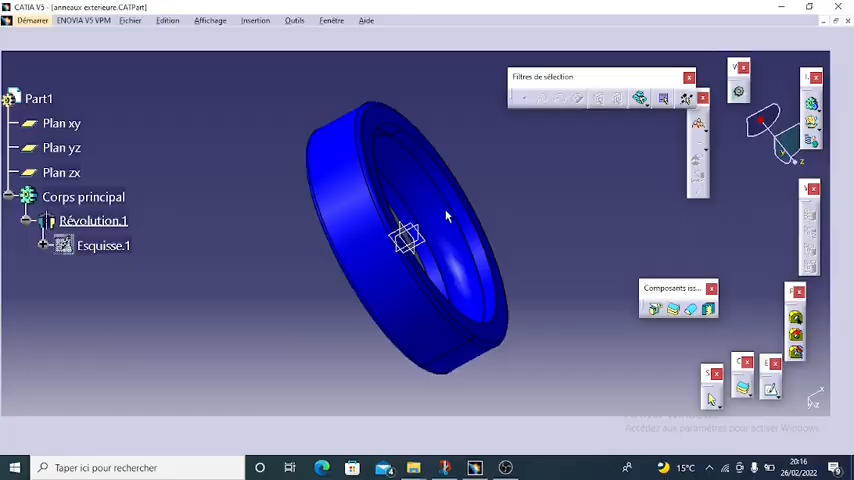 CATIA V5 - [anneaux exterieure.CATPart]
Démarrer ENOVIA V5 VPM Fichier Edition Affichage Insertion Outils Fenêtre Aide
Filtres de sélection
Part1
Plan xy
Plan yz
Plan zx
Corps principal
Révolution.1
Esquisse.1
y
z
Composants iss...
Accédez aux paramètres pour activer Windows.
Taper ici pour rechercher
4
15°C
20:16
26/02/2022